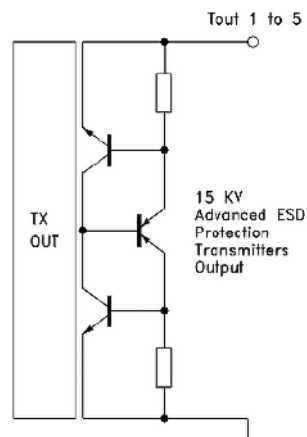 Tout 1 to 5
TX
OUT
15 KV
Advanced ESD
Protection
Transmitters
Output